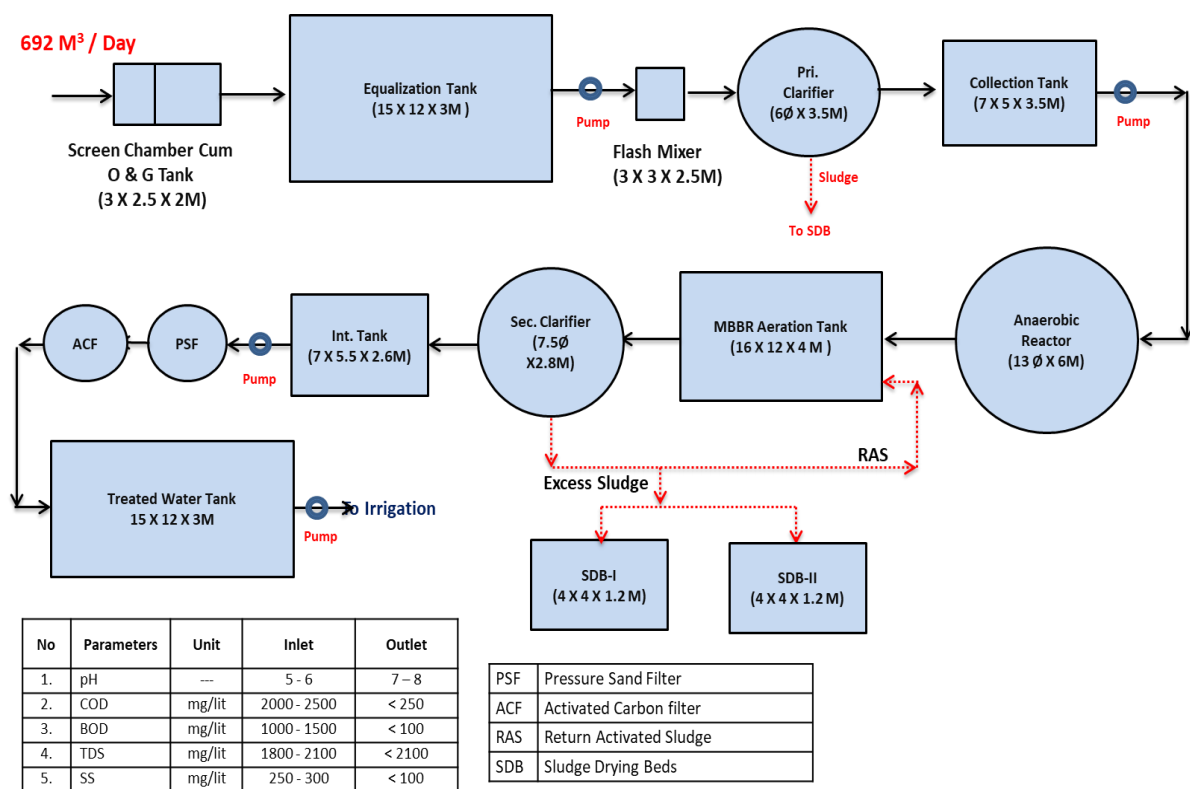 692 M³ / Day
Screen Chamber Cum
O & G Tank
(3 X 2.5 X 2M)
Equalization Tank
(15 X 12 X 3M )
Pump
Flash Mixer
(3 X 3 X 2.5M)
Pri.
Clarifier
(6Ø X 3.5M)
Sludge
To SDB
Collection Tank
(7 X 5 X 3.5M)
Pump
Anaerobic
Reactor
(13 Ø X 6M)
MBBR Aeration Tank
(16 X 12 X 4 M )
Sec. Clarifier
(7.5Ø
X2.8M)
Int. Tank
(7 X 5.5 X 2.6M)
Pump
PSF
ACF
RAS
Excess Sludge
Treated Water Tank
15 X 12 X 3M
Pump
To Irrigation
SDB-I
(4 X 4 X 1.2 M)
SDB-II
(4 X 4 X 1.2 M)
No Parameters Unit Inlet Outlet
1. pH --- 5 - 6 7 – 8
2. COD mg/lit 2000 - 2500 < 250
3. BOD mg/lit 1000 - 1500 < 100
4. TDS mg/lit 1800 - 2100 < 2100
5. SS mg/lit 250 - 300 < 100
PSF Pressure Sand Filter
ACF Activated Carbon filter
RAS Return Activated Sludge
SDB Sludge Drying Beds